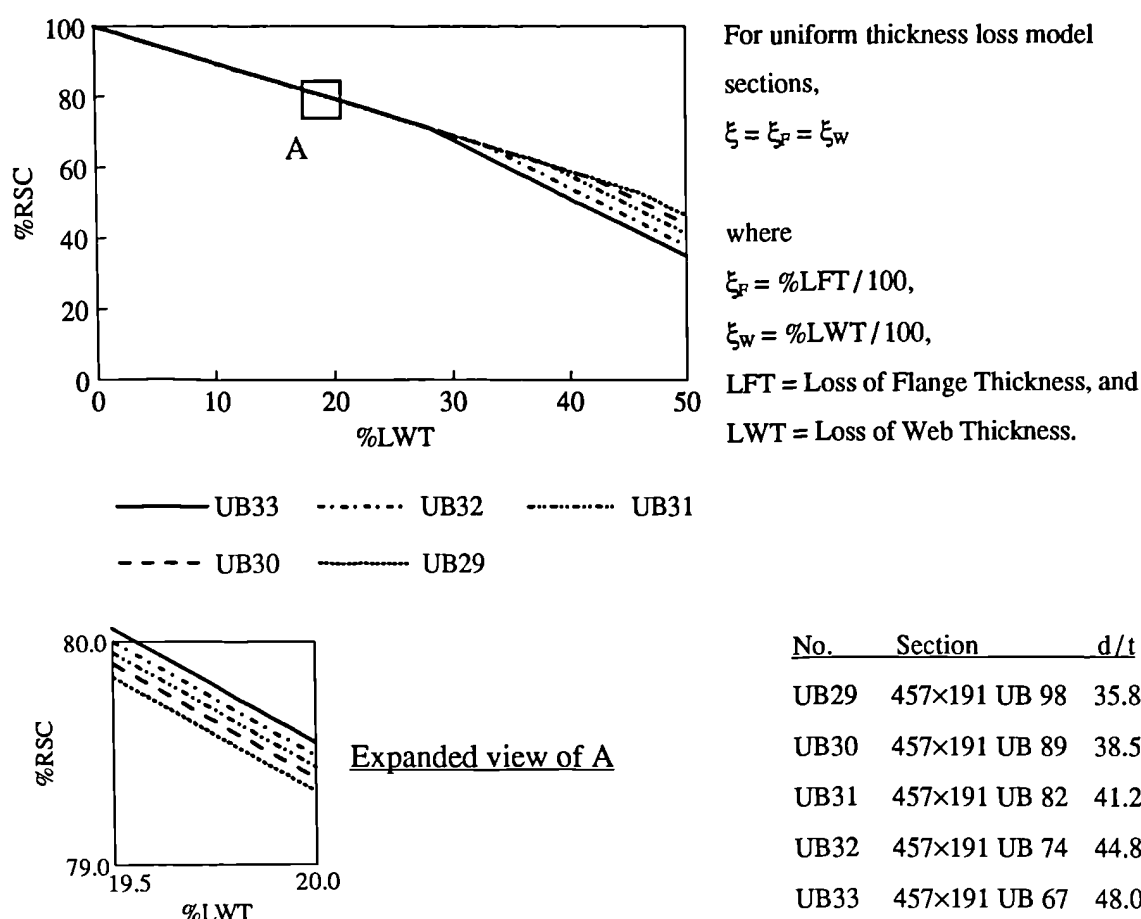 100
80
60
40
20
0
%RSC
A
0 10 20 30 40 50
%LWT
For uniform thickness loss model
sections,
ξ = ξF = ξW
where
ξF = %LFT / 100,
ξW = %LWT / 100,
LFT = Loss of Flange Thickness, and
LWT = Loss of Web Thickness.
UB33 UB32 UB31
UB30 UB29
80.0
79.0
%RSC
19.5 20.0
%LWT
Expanded view of A
No. Section d/t
UB29 457×191 UB 98 35.8
UB30 457×191 UB 89 38.5
UB31 457×191 UB 82 41.2
UB32 457×191 UB 74 44.8
UB33 457×191 UB 67 48.0